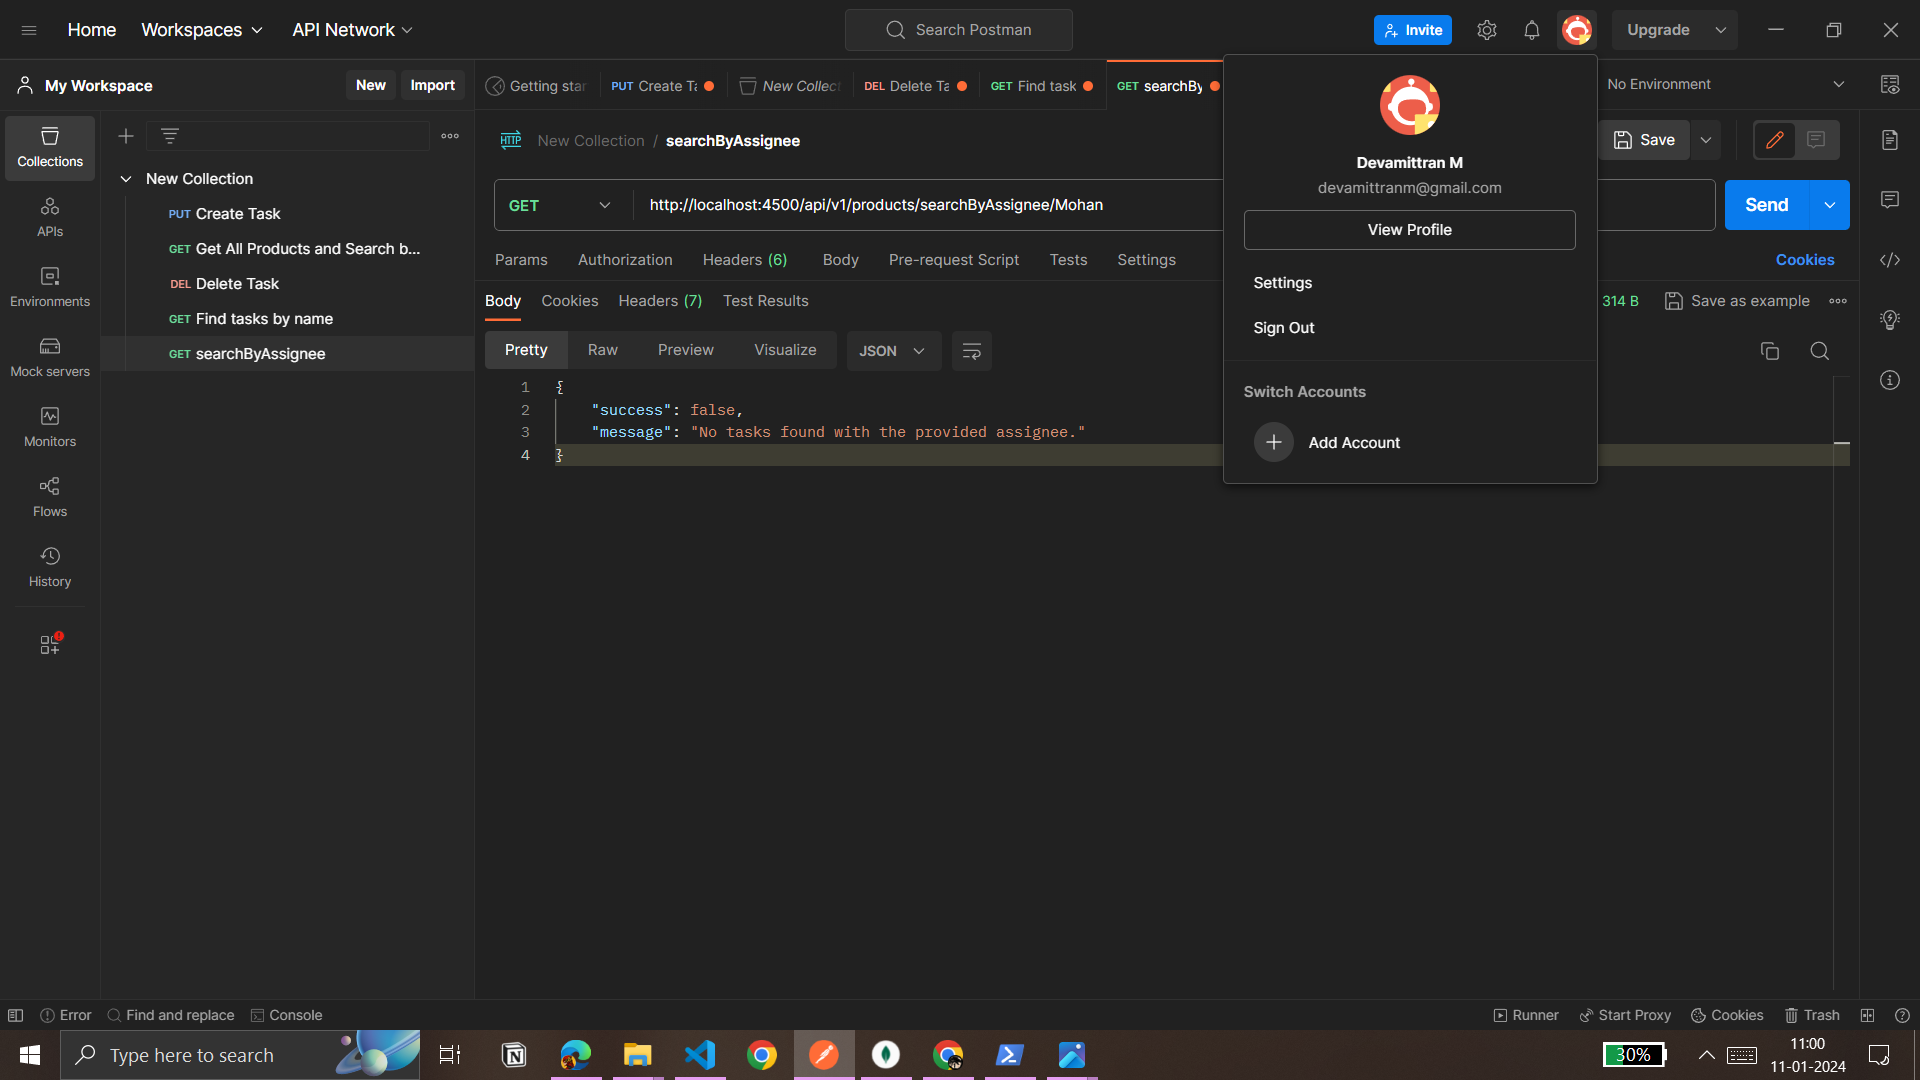 Home Workspaces API Network Search Postman Invite Upgrade
My Workspace New Import
Getting star PUT Create Ta New Collect DEL Delete Ta GET Find task GET searchBy No Environment
Collections
APIs
Environments
Mock servers
Monitors
Flows
History
New Collection
PUT Create Task
GET Get All Products and Search b...
DEL Delete Task
GET Find tasks by name
GET searchByAssignee
HTTP New Collection / searchByAssignee Save
GET http://localhost:4500/api/v1/products/searchByAssignee/Mohan Send
Params Authorization Headers (6) Body Pre-request Script Tests Settings Cookies
Body Cookies Headers (7) Test Results 314 B Save as example
Pretty Raw Preview Visualize JSON
1 {
2 "success": false,
3 "message": "No tasks found with the provided assignee."
4 }
Devamittran M
devamittranm@gmail.com
View Profile
Settings
Sign Out
Switch Accounts
Add Account
Error Find and replace Console Runner Start Proxy Cookies Trash
Type here to search 30% 11:00
11-01-2024